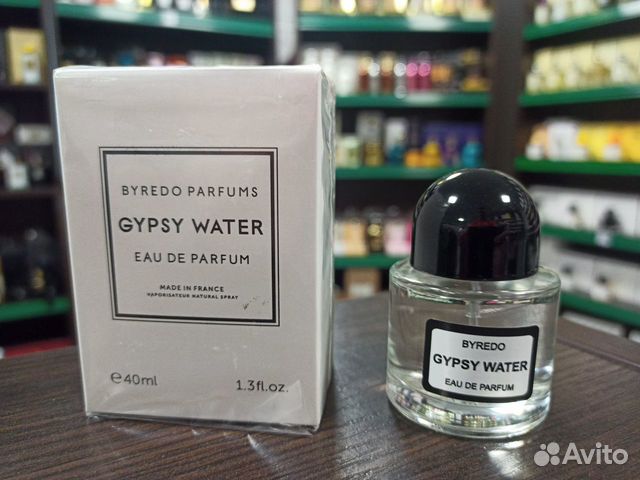 BYREDO PARFUMS
GYPSY WATER
EAU DE PARFUM
MADE IN FRANCE
VAPORISATEUR NATURAL SPRAY
e40ml
1.3fl.oz.
BYREDO
GYPSY WATER
EAU DE PARFUM
Avito